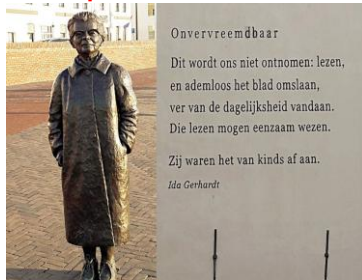 Onvervreemdbaar
Dit wordt ons niet ontnomen: lezen,
en ademloos het blad omslaan,
ver van de dagelijksheid vandaan.
Die lezen mogen eenzaam wezen.
Zij waren het van kinds af aan.
Ida Gerhardt